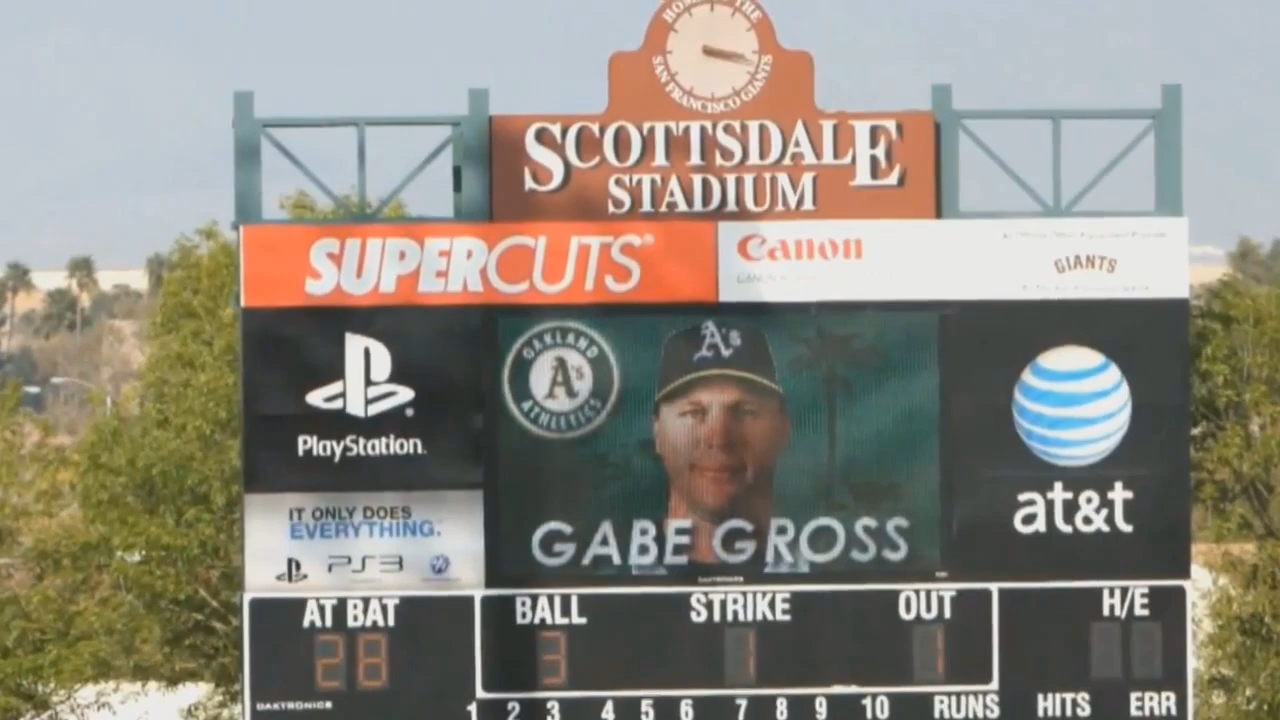 HOME OF THE
SAN FRANCISCO GIANTS
SCOTTSDALE
STADIUM
SUPERCUTS
Canon
GIANTS
PlayStation
at&t
IT ONLY DOES
EVERYTHING.
PS3
OAKLAND
A's
ATHLETICS
A's
GABE GROSS
AT BAT
BALL
STRIKE
OUT
H/E
28
3
1
1
DAKTRONICS
1 2 3 4 5 6 7 8 9 10 RUNS HITS ERR